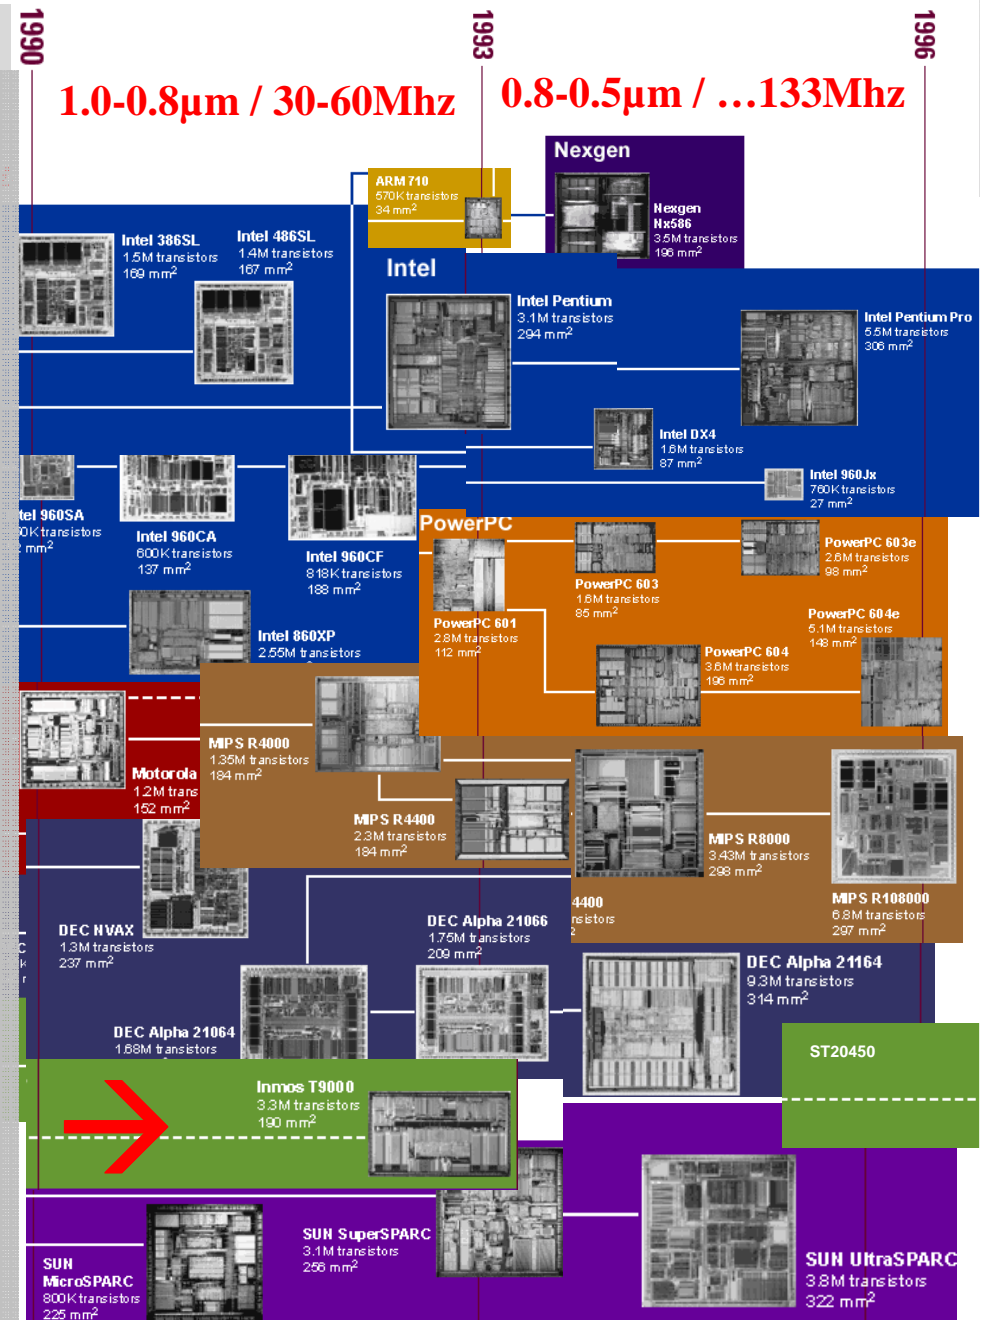 1990
1993
1996
1.0-0.8µm / 30-60Mhz
0.8-0.5µm / …133Mhz
Nexgen
ARM 710
570K transistors
34 mm²
Nexgen
Nx586
3.5M transistors
196 mm²
Intel 386SL
1.5M transistors
169 mm²
Intel 486SL
1.4M transistors
167 mm²
Intel
Intel Pentium
3.1M transistors
294 mm²
Intel Pentium Pro
5.5M transistors
306 mm²
Intel DX4
1.6M transistors
87 mm²
Intel 960Jx
760K transistors
27 mm²
tel 960SA
0K transistors
mm²
Intel 960CA
600K transistors
137 mm²
Intel 960CF
818K transistors
188 mm²
PowerPC
PowerPC 601
2.8M transistors
112 mm²
PowerPC 603
1.6M transistors
85 mm²
PowerPC 603e
2.6M transistors
98 mm²
PowerPC 604e
5.1M transistors
148 mm²
PowerPC 604
3.6M transistors
196 mm²
Intel 860XP
2.55M transistors
MIPS R4000
1.35M transistors
184 mm²
Motorola
1.2M trans
152 mm²
MIPS R4400
2.3M transistors
184 mm²
MIPS R8000
3.43M transistors
298 mm²
MIPS R108000
6.8M transistors
297 mm²
4400
nsistors
DEC NVAX
1.3M transistors
237 mm²
DEC Alpha 21066
1.75M transistors
209 mm²
DEC Alpha 21164
9.3M transistors
314 mm²
DEC Alpha 21064
1.68M transistors
ST20450
Inmos T9000
3.3M transistors
190 mm²
SUN
MicroSPARC
800K transistors
225 mm²
SUN SuperSPARC
3.1M transistors
256 mm²
SUN UltraSPARC
3.8M transistors
322 mm²